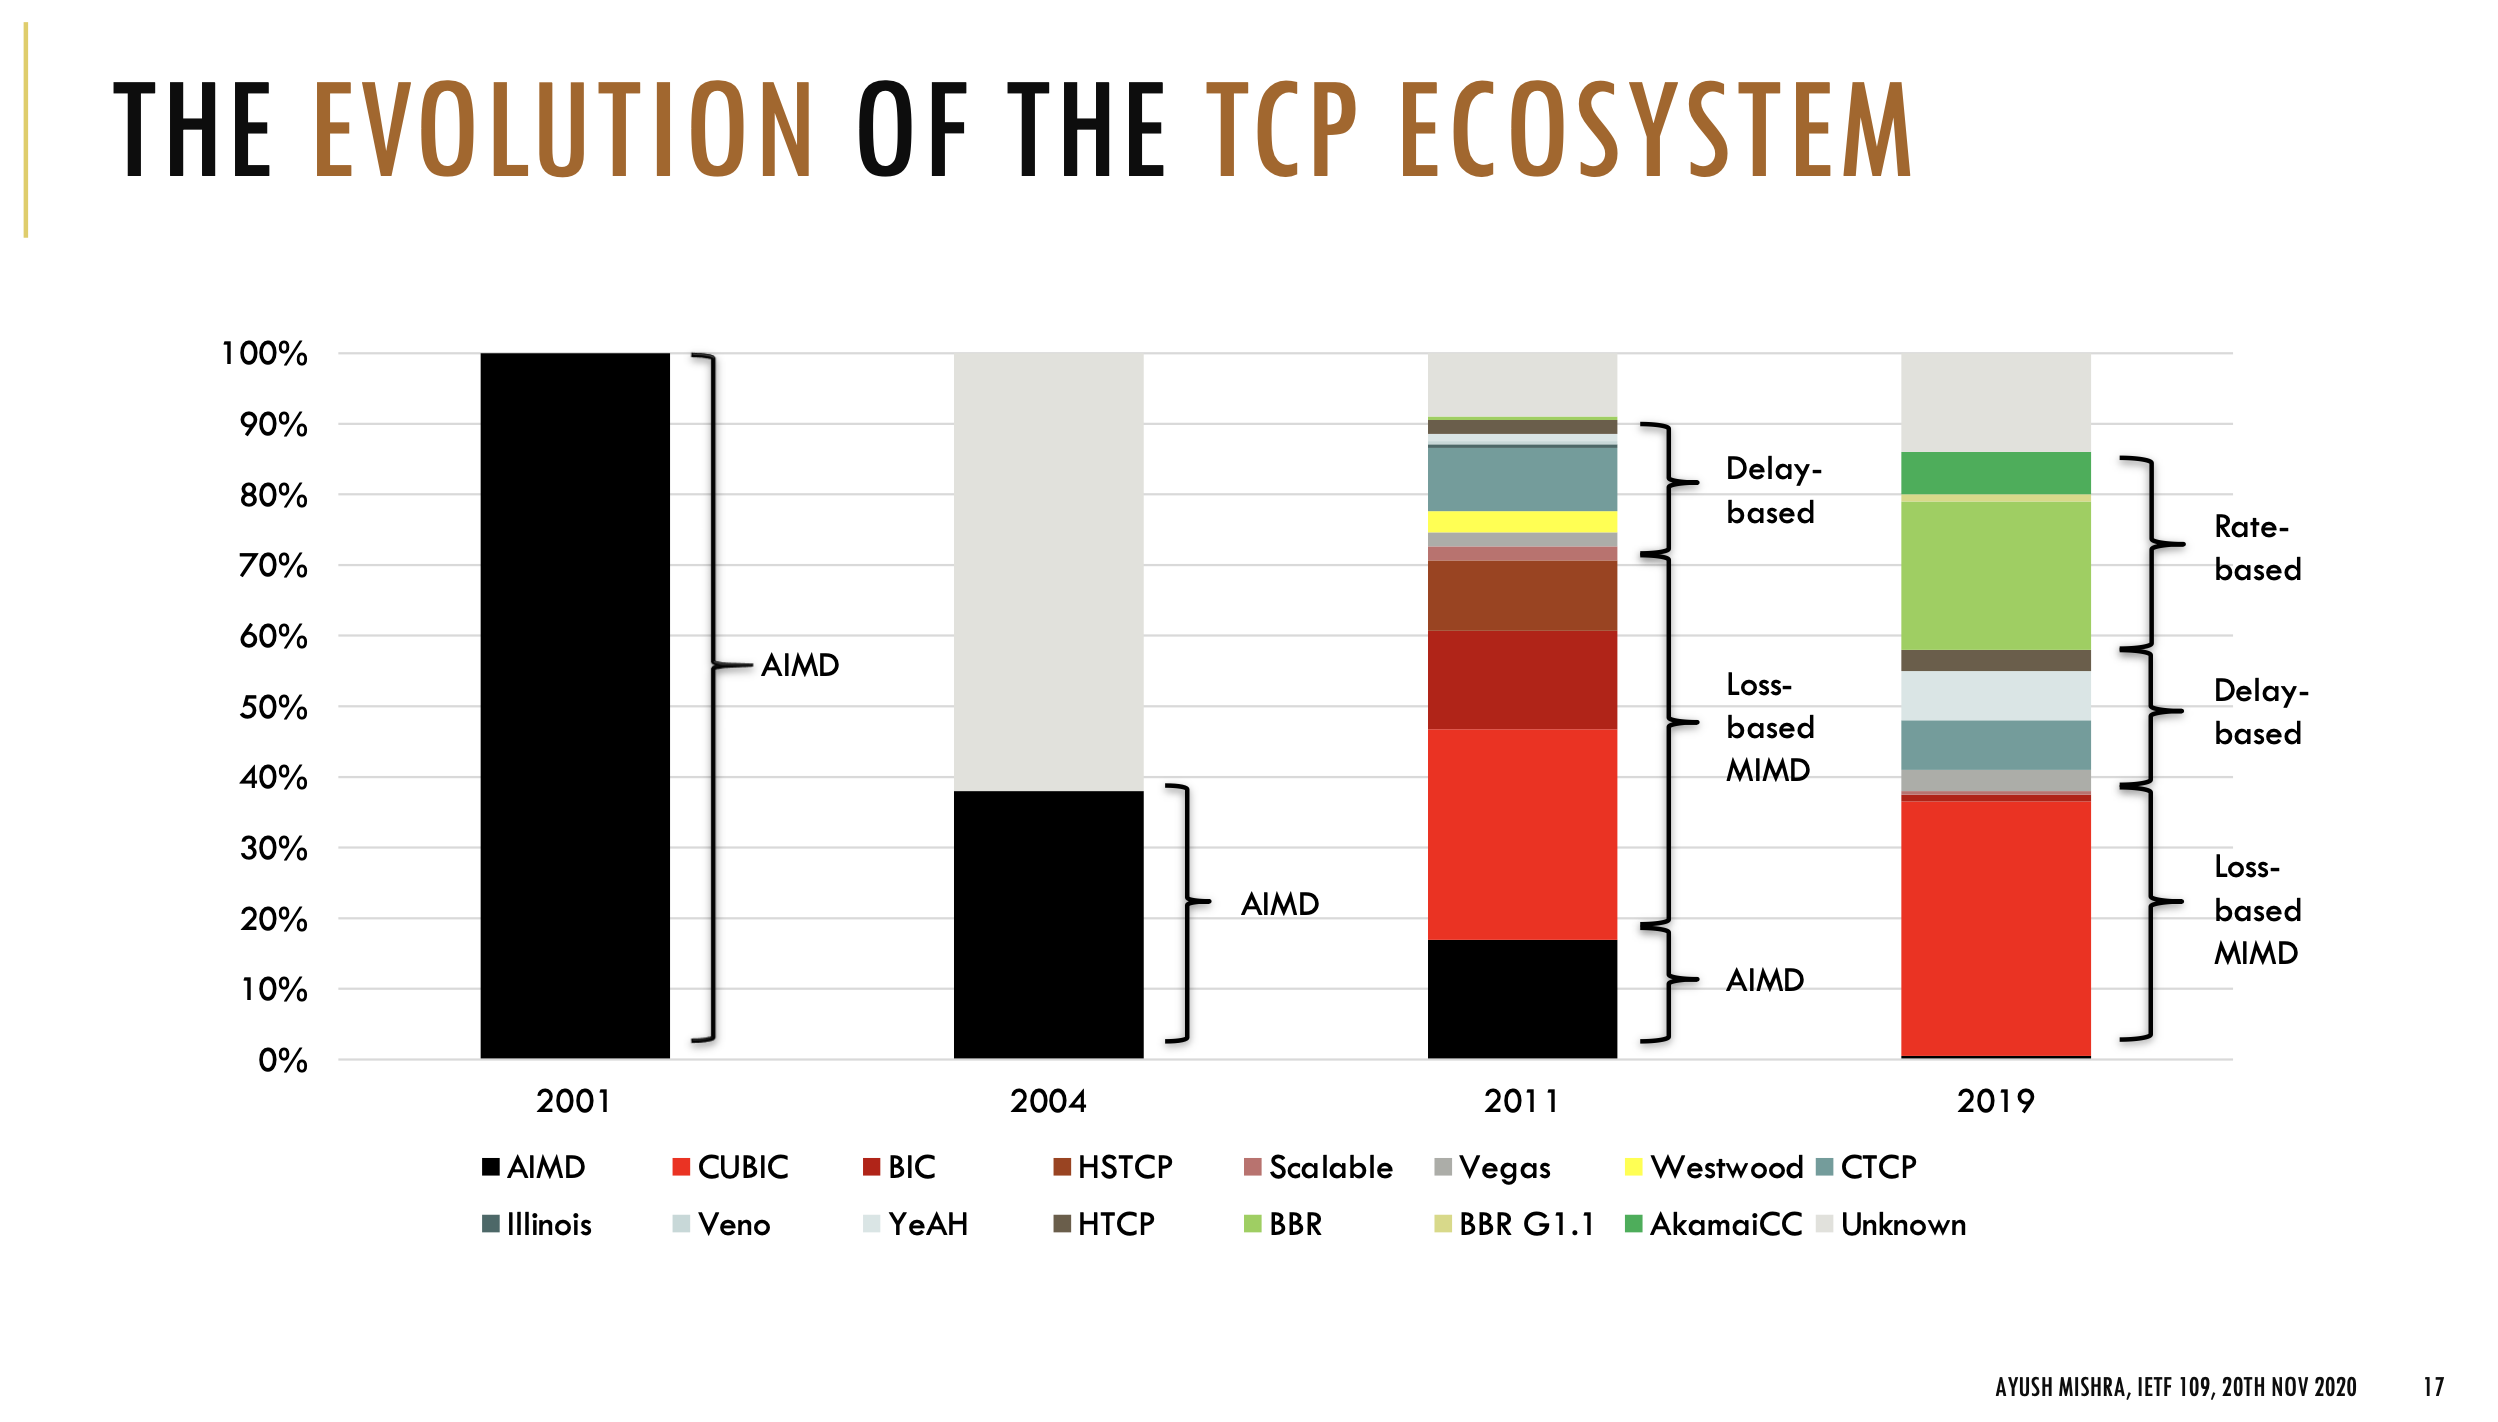 THE EVOLUTION OF THE TCP ECOSYSTEM
100%
90%
80%
70%
60%
50%
40%
30%
20%
10%
0%
AIMD
AIMD
Delay-
based
Loss-
based
MIMD
AIMD
Rate-
based
Delay-
based
Loss-
based
MIMD
2001 2004 2011 2019
AIMD CUBIC BIC HSTCP Scalable Vegas Westwood CTCP
Illinois Veno YeAH HTCP BBR BBR G1.1 AkamaiCC Unknown
AYUSH MISHRA, IETF 109, 20TH NOV 2020 17